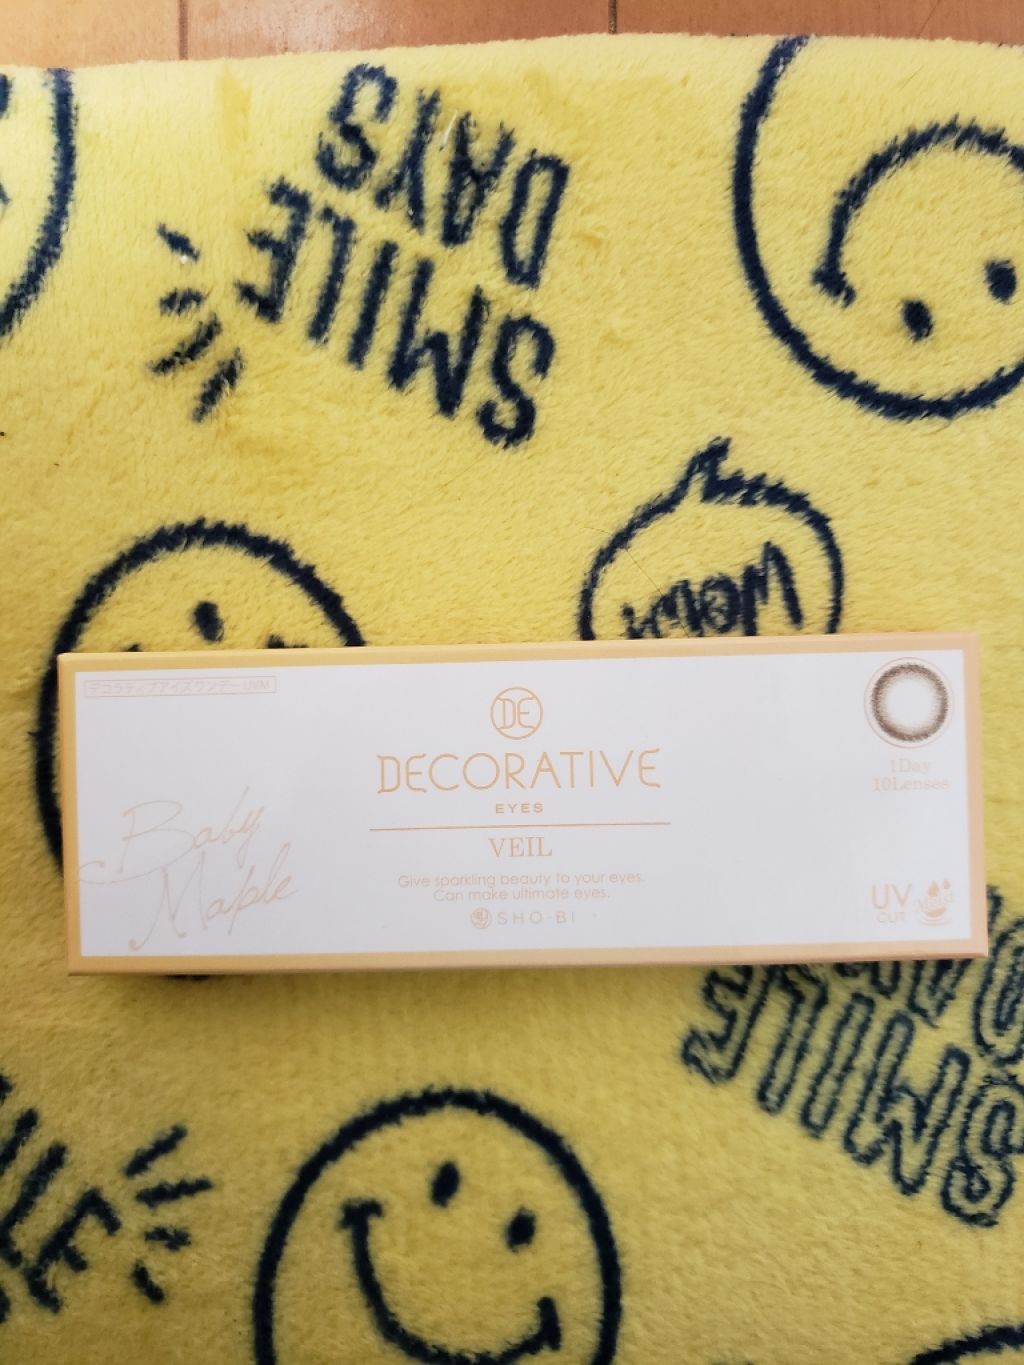 SMILE
DAYS
デコラティブアイズワンデーUVM
DE
DECORATIVE
EYES
VEIL
Give sparkling beauty to your eyes.
Can make ultimate eyes.
SHO-BI
Baby
Maple
1Day
10Lenses
UV
CUT
SMILE